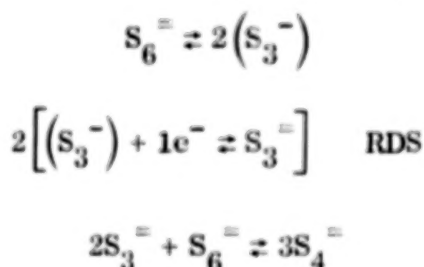 S₆⁼ ⇄ 2(S₃⁻)
2[(S₃⁻) + 1e⁻ ⇄ S₃⁼] RDS
2S₃⁼ + S₆⁼ ⇄ 3S₄⁼